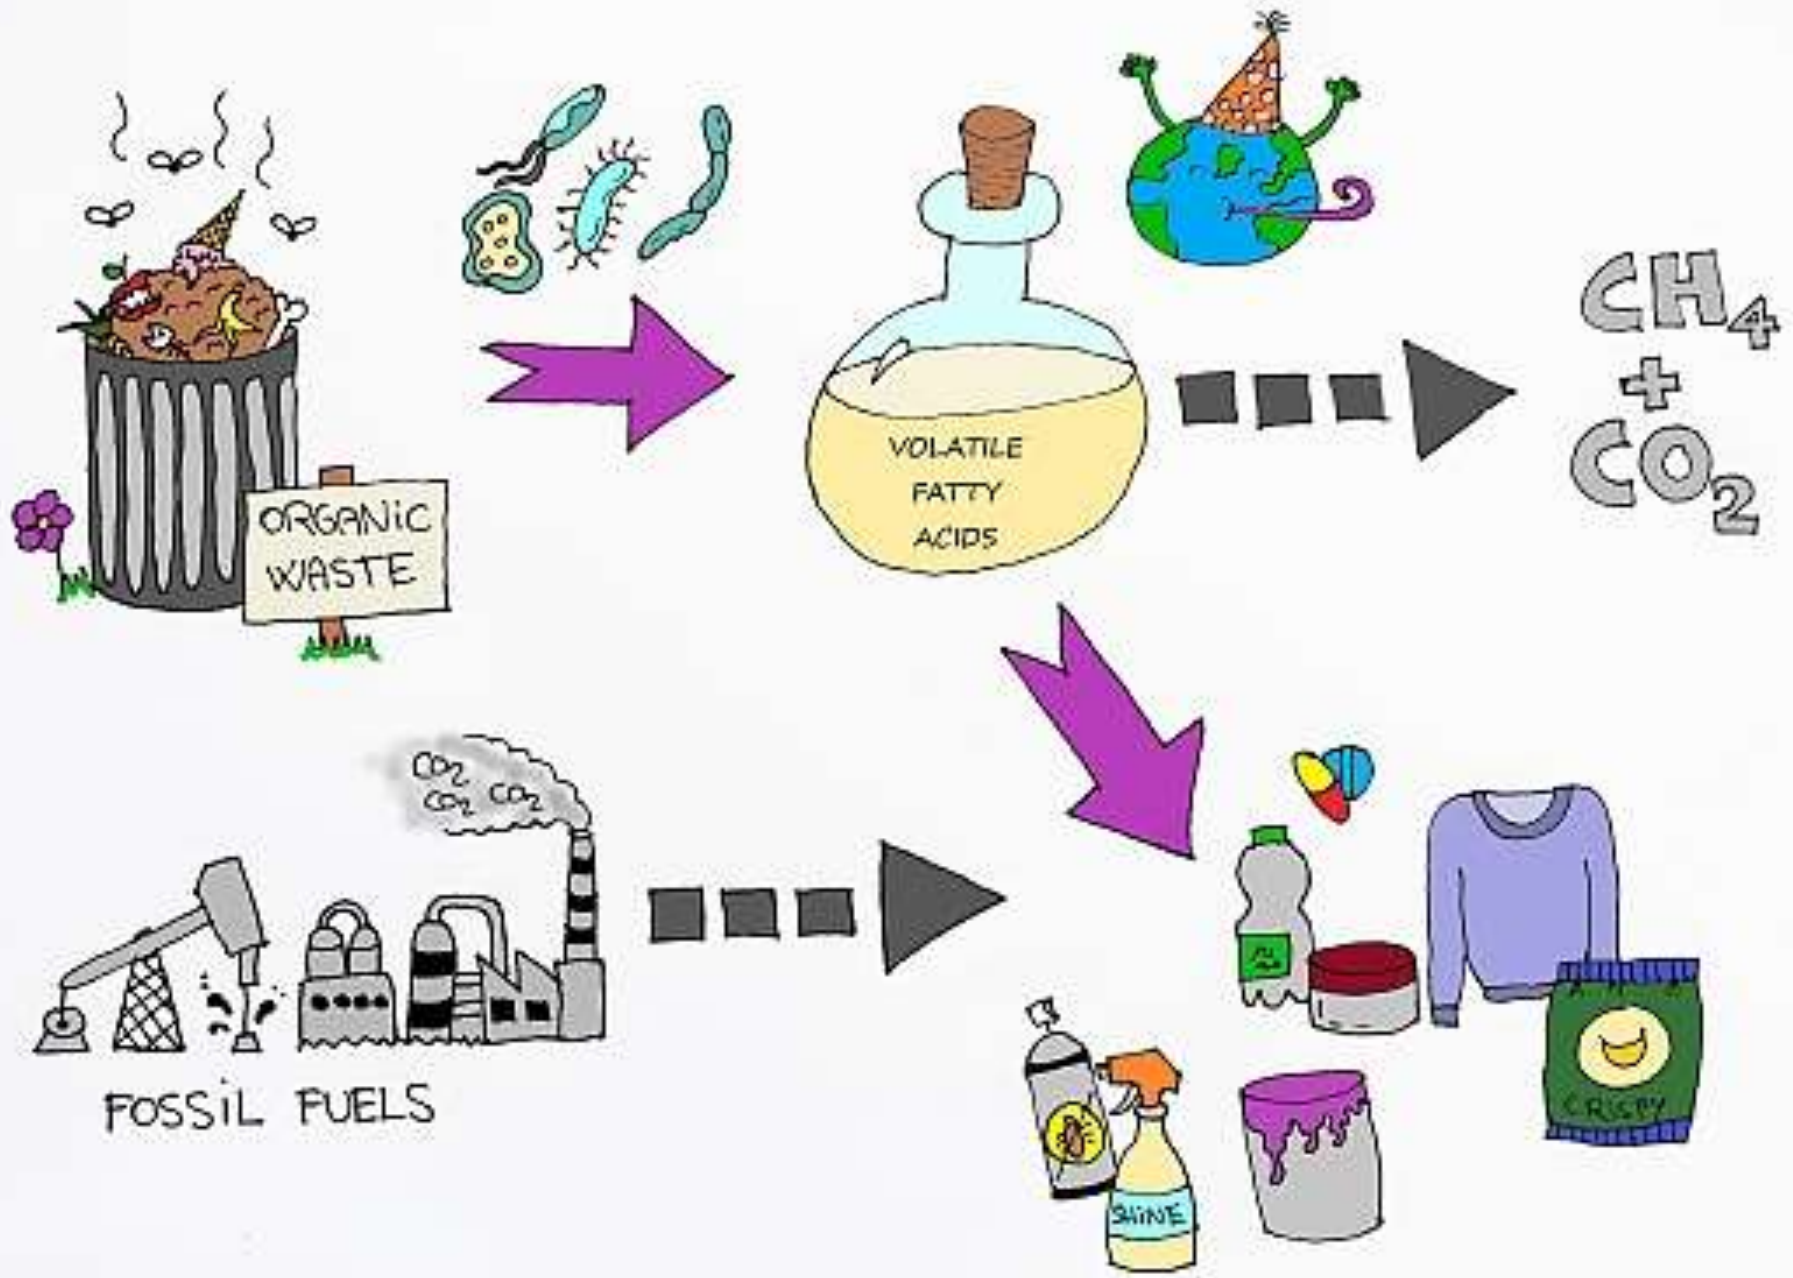 VOLATILE
FATTY
ACIDS
CH4
+
CO2
ORGANIC
WASTE
CO2
CO2 CO2
FOSSIL FUELS
CRISPY
SHINE